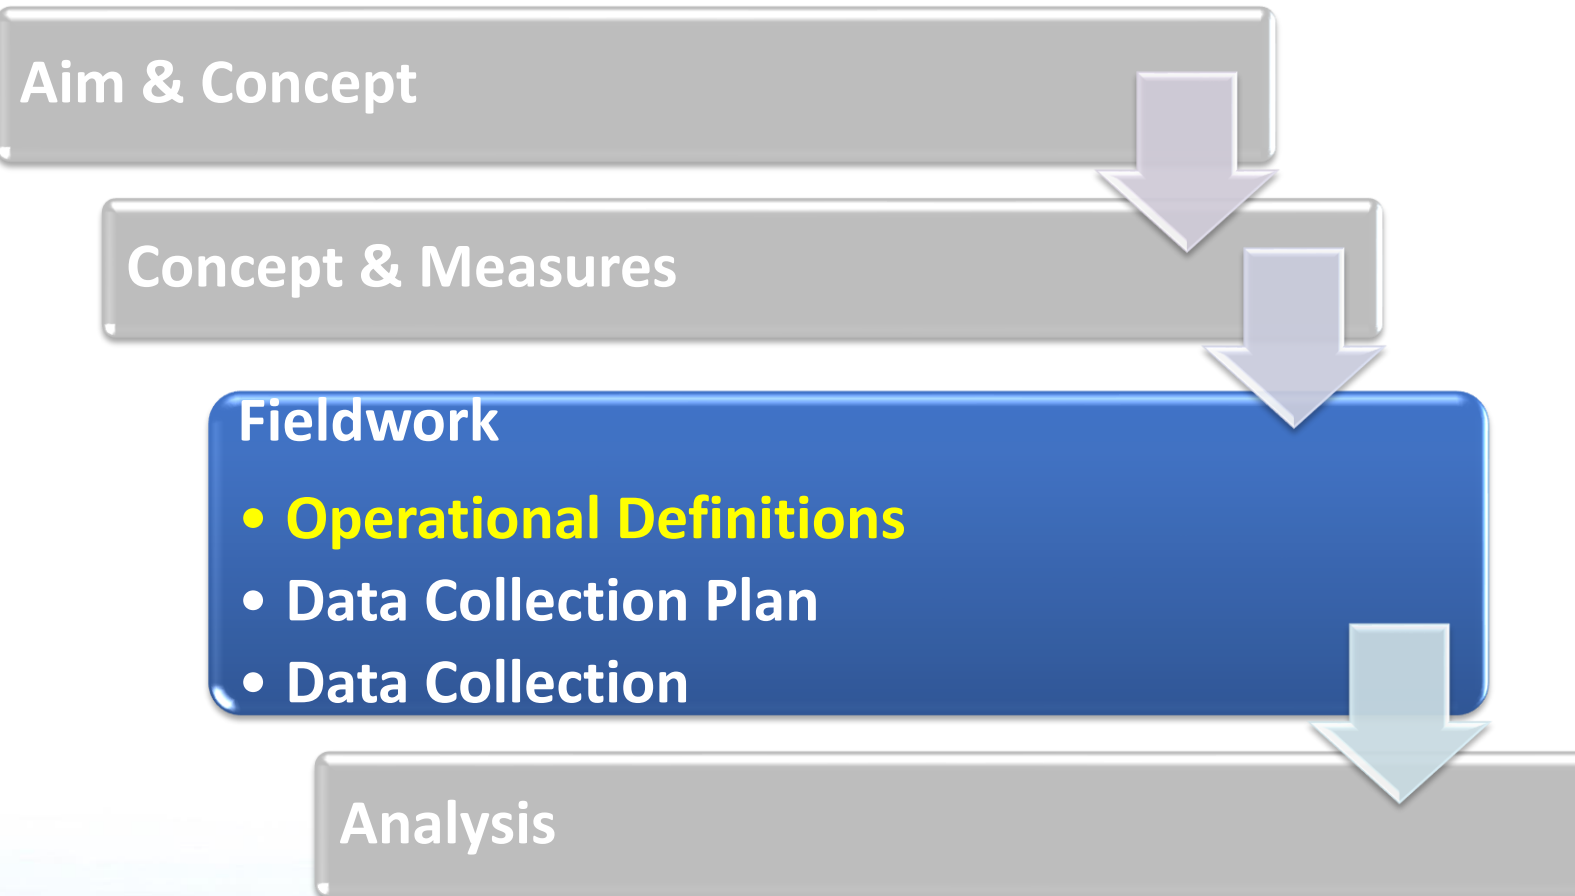 Aim & Concept
Concept & Measures
Fieldwork
• Operational Definitions
• Data Collection Plan
• Data Collection
Analysis